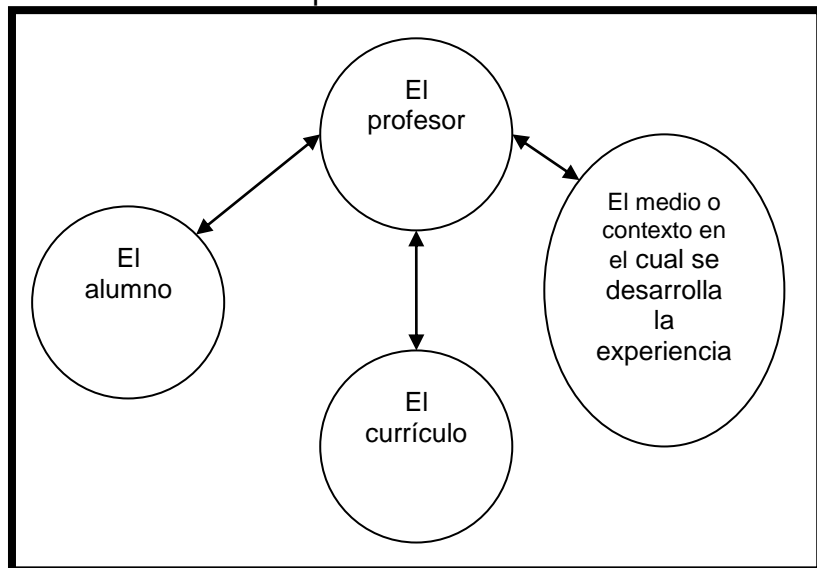 El
profesor
El
alumno
El medio o
contexto en
el cual se
desarrolla
la
experiencia
El
currículo